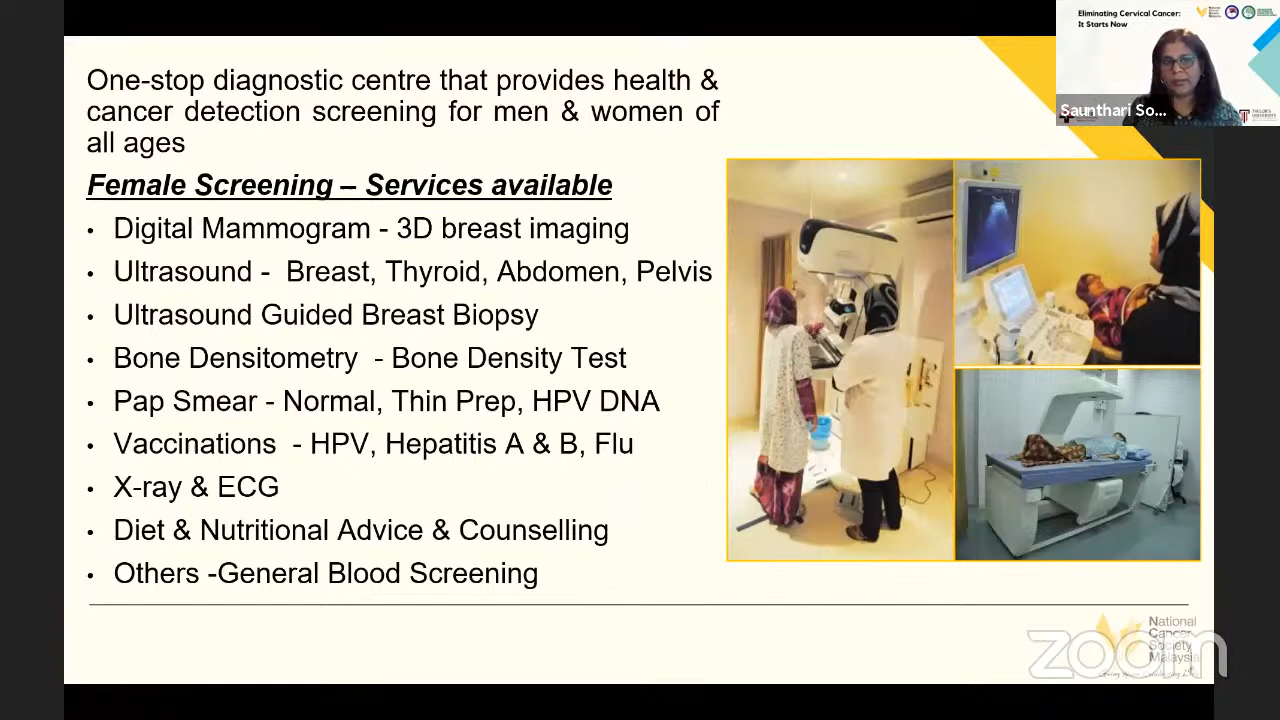 Eliminating Cervical Cancer:
It Starts Now
Saunthari So...
One-stop diagnostic centre that provides health &
cancer detection screening for men & women of
all ages
Female Screening – Services available
• Digital Mammogram - 3D breast imaging
• Ultrasound - Breast, Thyroid, Abdomen, Pelvis
• Ultrasound Guided Breast Biopsy
• Bone Densitometry - Bone Density Test
• Pap Smear - Normal, Thin Prep, HPV DNA
• Vaccinations - HPV, Hepatitis A & B, Flu
• X-ray & ECG
• Diet & Nutritional Advice & Counselling
• Others -General Blood Screening
National
Cancer
Society
Malaysia
zoom